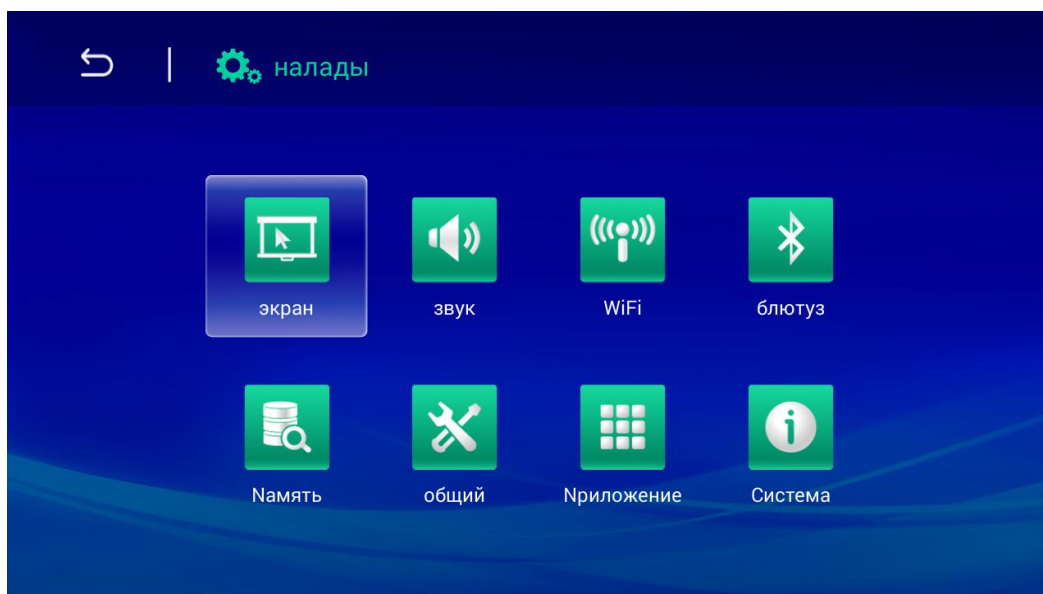 налады
экран
звук
WiFi
блютуз
Nамять
общий
Nриложение
Система